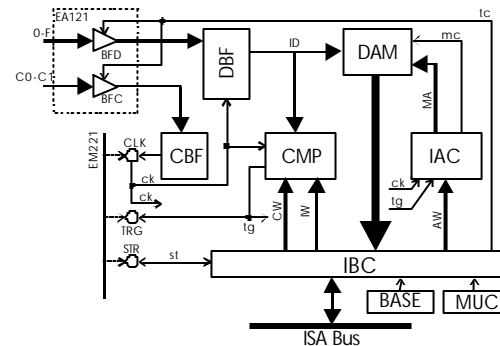 EA121
tc
0-F
BFD
DBF
ID
DAM
mc
C0-C1
BFC
MA
EM221
CLK
CBF
CMP
IAC
ck
ck
ck
tg
TRG
tg
CW
IW
AW
STR
st
IBC
BASE
MUC
ISA Bus